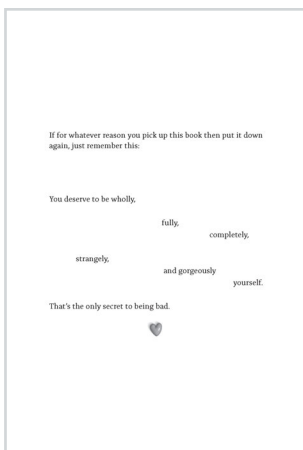 If for whatever reason you pick up this book then put it down
again, just remember this:
You deserve to be wholly,
fully,
completely,
strangely,
and gorgeously
yourself.
That's the only secret to being bad.